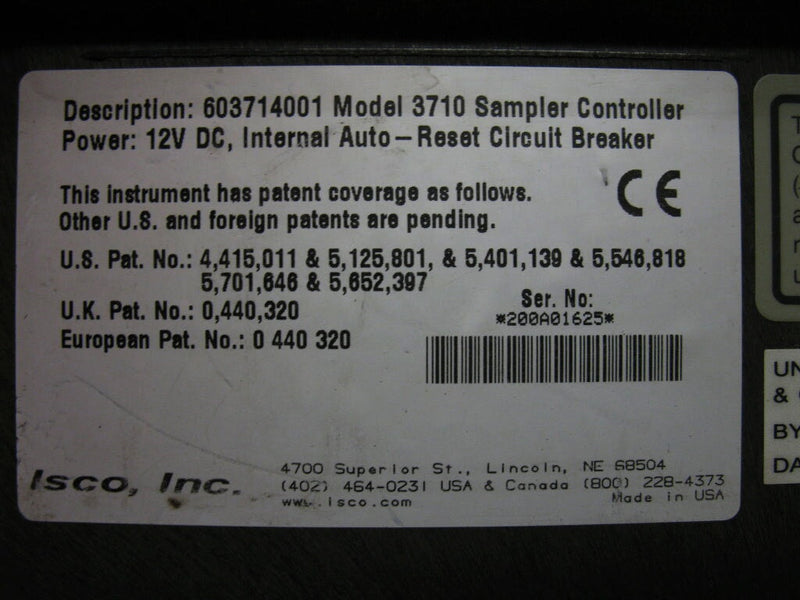 Description: 603714001 Model 3710 Sampler Controller
Power: 12V DC, Internal Auto-Reset Circuit Breaker
This instrument has patent coverage as follows.
Other U.S. and foreign patents are pending.
CE
U.S. Pat. No.: 4,415,011 & 5,125,801, & 5,401,139 & 5,546,818
5,701,646 & 5,652,397
U.K. Pat. No.: 0,440,320
European Pat. No.: 0 440 320
Ser. No:
*200A01625*
Isco, Inc.
4700 Superior St., Lincoln, NE 68504
(402) 464-0231 USA & Canada (800) 228-4373
www.isco.com
Made in USA
&
BY